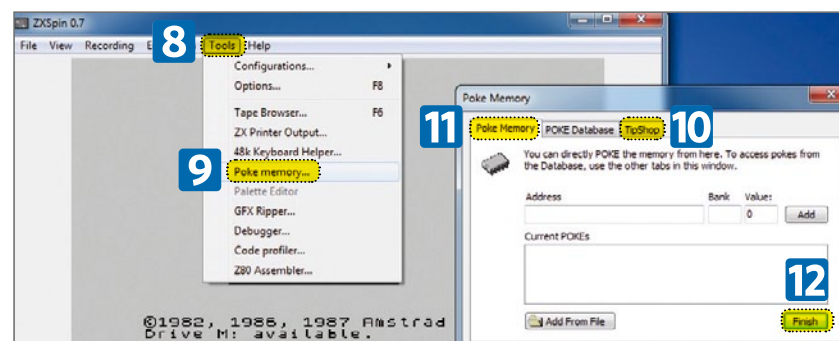 ZXSpin 0.7
File View Recording E 8 Tools Help
Configurations...
Options... F8
Tape Browser... F6
ZX Printer Output...
48k Keyboard Helper...
9 Poke memory...
Palette Editor
GFX Ripper...
Debugger...
Code profiler...
Z80 Assembler...
©1982, 1986, 1987 Amstrad
Drive M: available.
Poke Memory
11 Poke Memory POKE Database TipShop 10
You can directly POKE the memory from here. To access pokes from
the Database, use the other tabs in this window.
Address Bank Value:
0 Add
Current POKEs
12
Add From File Finish